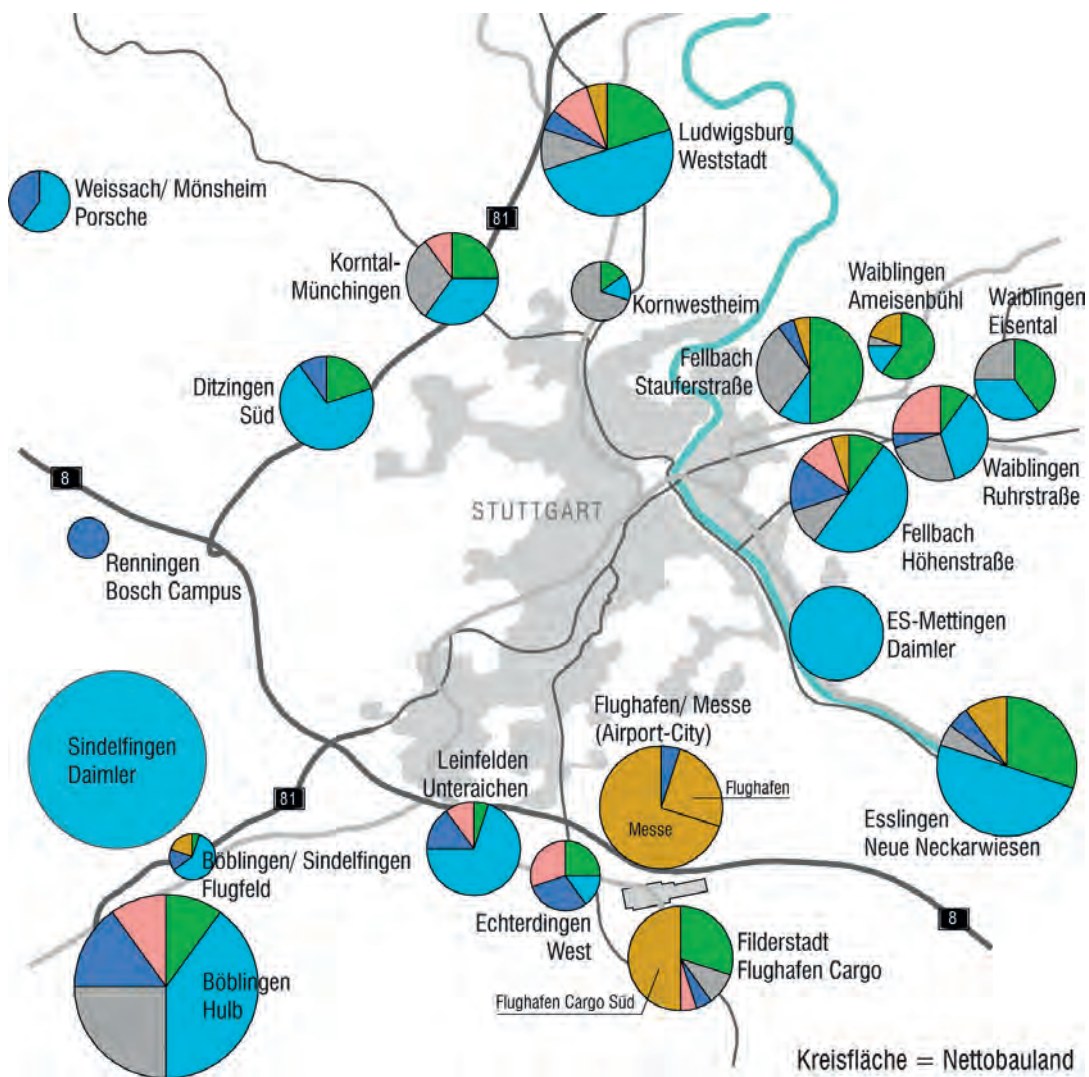 Ludwigsburg
Weststadt
Weissach/ Mönsheim
Porsche
81
Korntal-
Münchingen
Kornwestheim
Waiblingen
Ameisenbühl
Waiblingen
Eisental
Fellbach
Stauferstraße
Ditzingen
Süd
Waiblingen
Ruhrstraße
8
STUTTGART
Fellbach
Höhenstraße
Renningen
Bosch Campus
ES-Mettingen
Daimler
Sindelfingen
Daimler
Flughafen/ Messe
(Airport-City)
Flughafen
Messe
Leinfelden
Unteraichen
81
Esslingen
Neue Neckarwiesen
Böblingen/ Sindelfingen
Flugfeld
Echterdingen
West
8
Filderstadt
Flughafen Cargo
Flughafen Cargo Süd
Böblingen
Hulb
Kreisfläche = Nettobauland